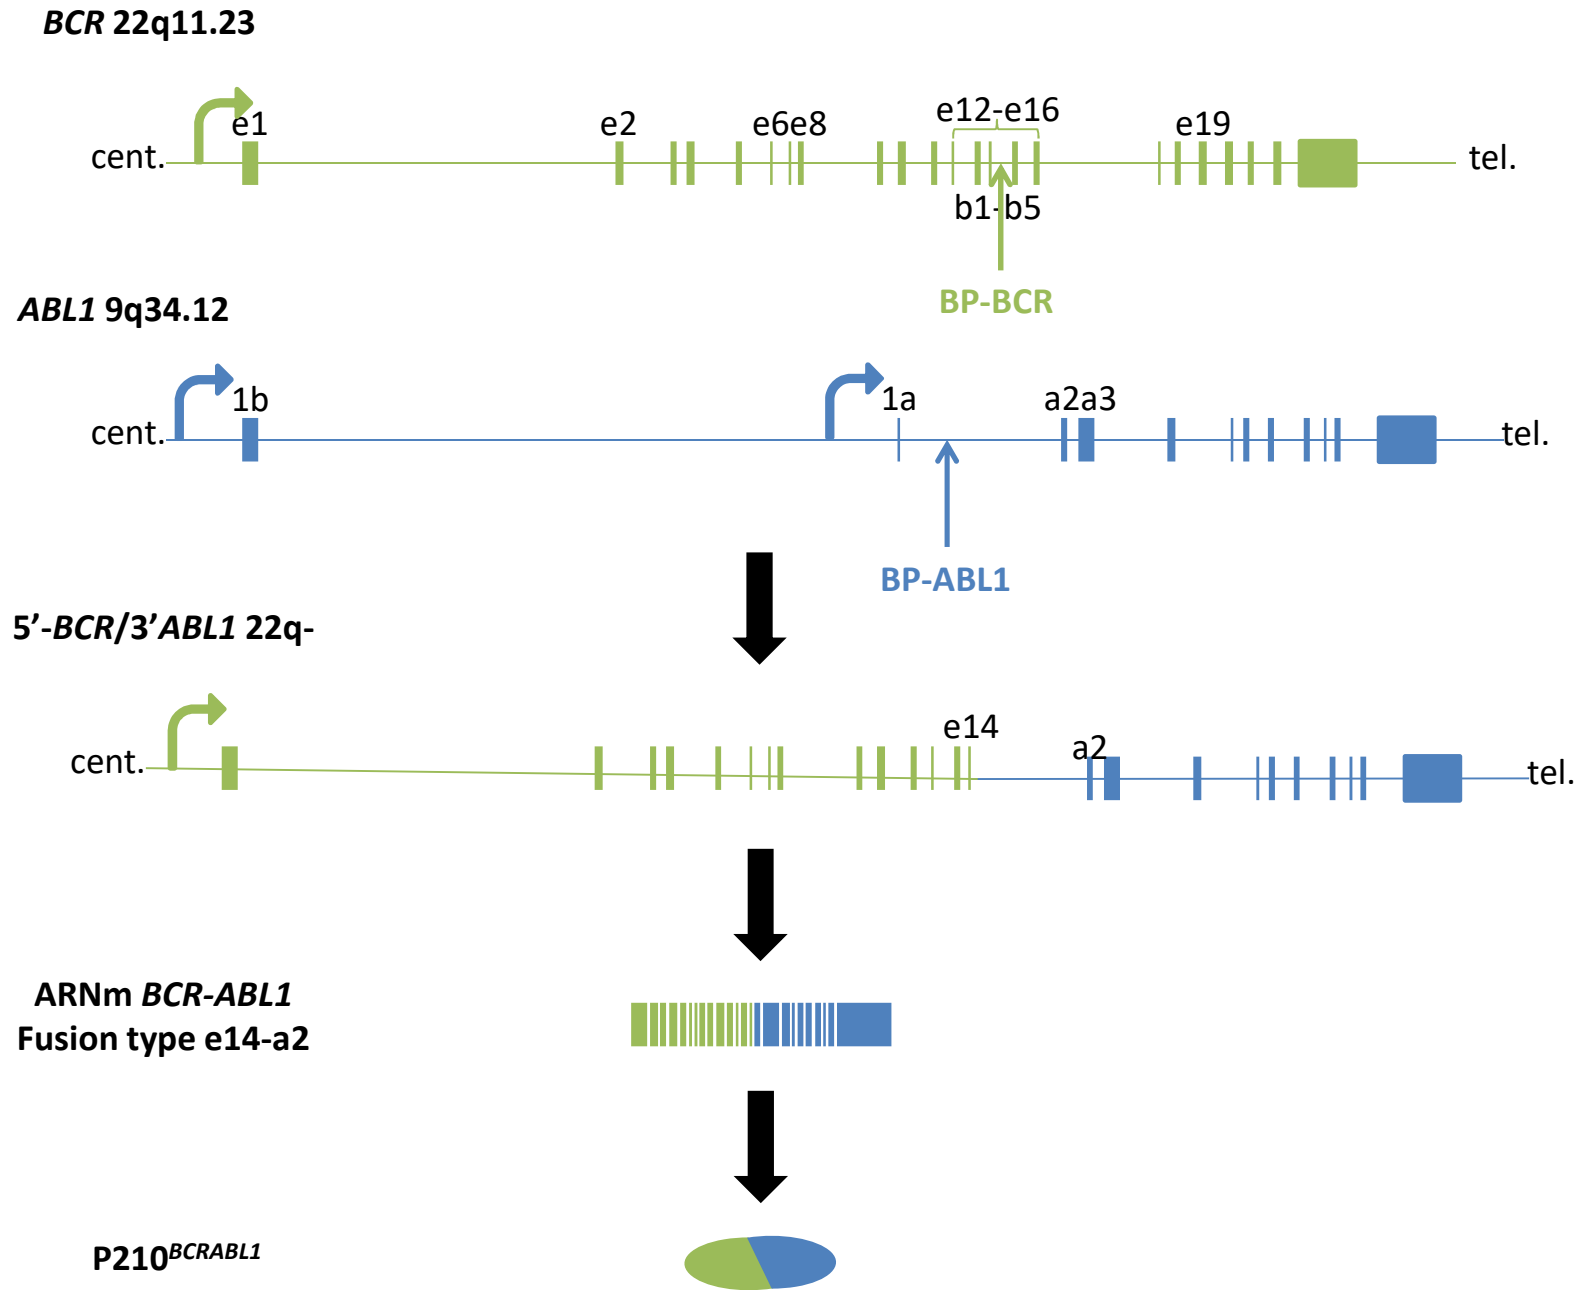 BCR 22q11.23
e1 e2 e6e8 e12-e16 e19
cent. tel.
b1-b5
BP-BCR
ABL1 9q34.12
1b 1a a2a3
cent. tel.
BP-ABL1
5’-BCR/3’ABL1 22q-
e14 a2
cent. tel.
ARNm BCR-ABL1
Fusion type e14-a2
P210BCRABL1